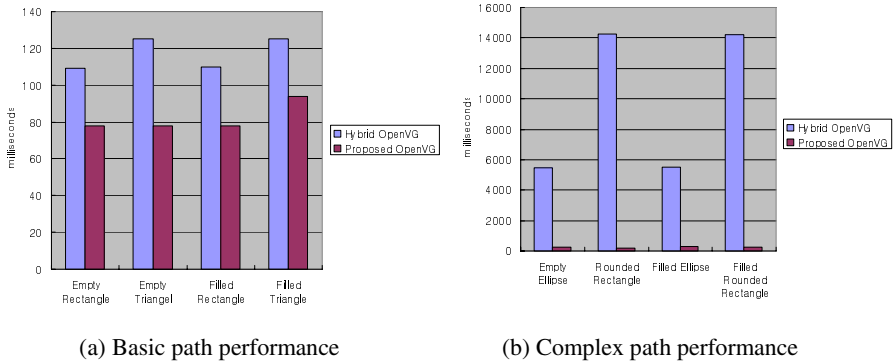 140
120
100
80
60
40
20
0
milliseconds
Empty
Rectangle
Empty
Triangel
Filled
Rectangle
Filled
Triangle
Hybrid OpenVG
Proposed OpenVG
(a) Basic path performance
16000
14000
12000
10000
8000
6000
4000
2000
0
milliseconds
Empty
Ellipse
Rounded
Rectangle
Filled Ellipse
Filled
Rounded
Rectangle
Hybrid OpenVG
Proposed OpenVG
(b) Complex path performance